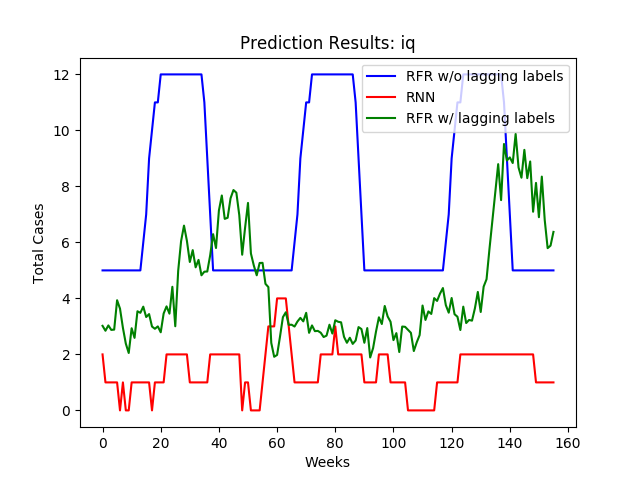 Prediction Results: iq
RFR w/o lagging labels
RNN
RFR w/ lagging labels
Total Cases
12
10
8
6
4
2
0
0 20 40 60 80 100 120 140 160
Weeks